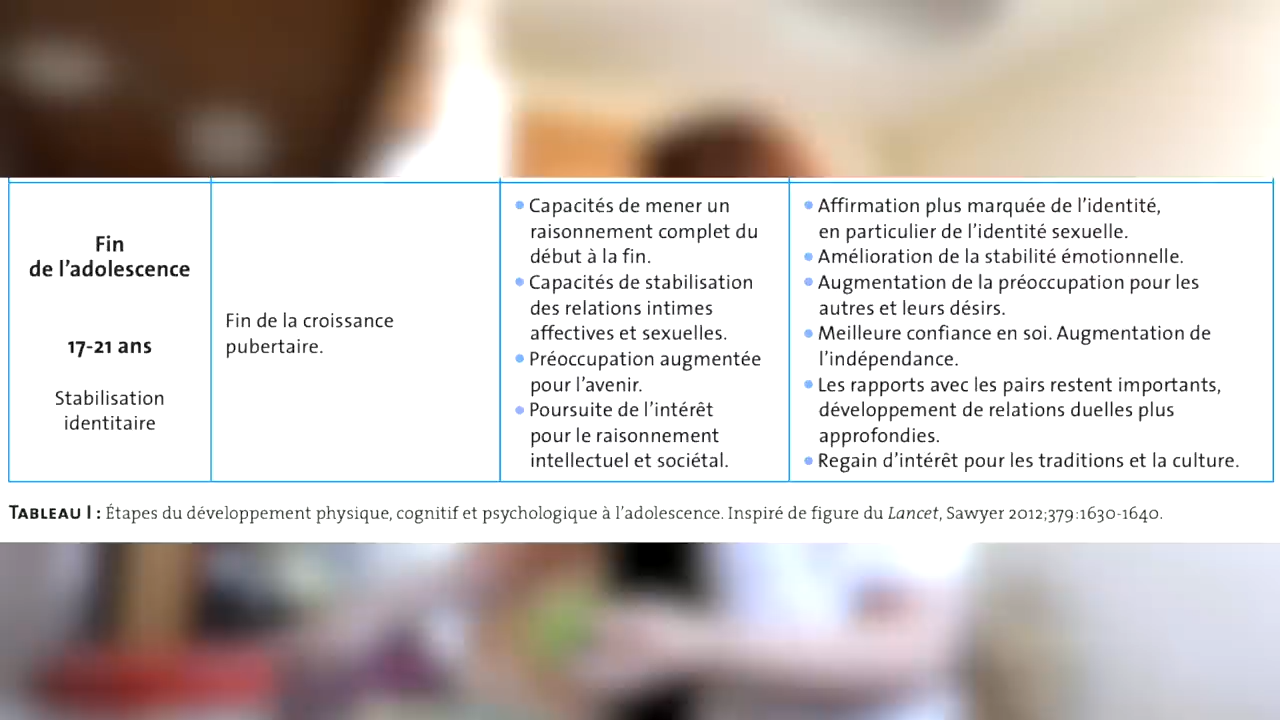 Fin
de l’adolescence
17-21 ans
Stabilisation
identitaire
Fin de la croissance
pubertaire.
• Capacités de mener un
raisonnement complet du
début à la fin.
• Capacités de stabilisation
des relations intimes
affectives et sexuelles.
• Préoccupation augmentée
pour l’avenir.
• Poursuite de l’intérêt
pour le raisonnement
intellectuel et sociétal.
• Affirmation plus marquée de l’identité,
en particulier de l’identité sexuelle.
• Amélioration de la stabilité émotionnelle.
• Augmentation de la préoccupation pour les
autres et leurs désirs.
• Meilleure confiance en soi. Augmentation de
l’indépendance.
• Les rapports avec les pairs restent importants,
développement de relations duelles plus
approfondies.
• Regain d’intérêt pour les traditions et la culture.
TABLEAU I : Étapes du développement physique, cognitif et psychologique à l’adolescence. Inspiré de figure du Lancet, Sawyer 2012;379:1630-1640.